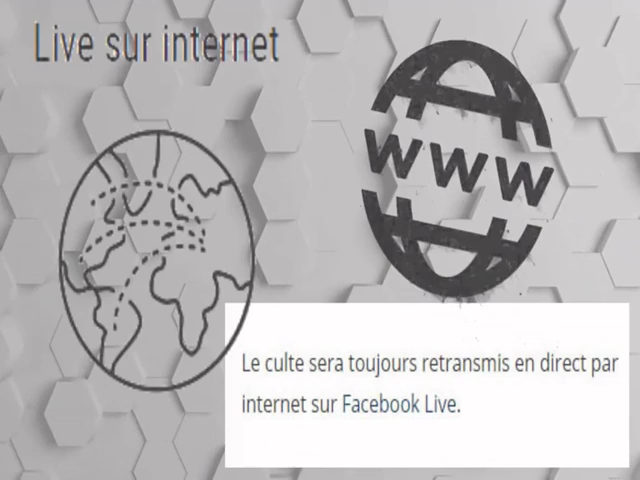 Live sur internet
WWW
Le culte sera toujours retransmis en direct par
internet sur Facebook Live.